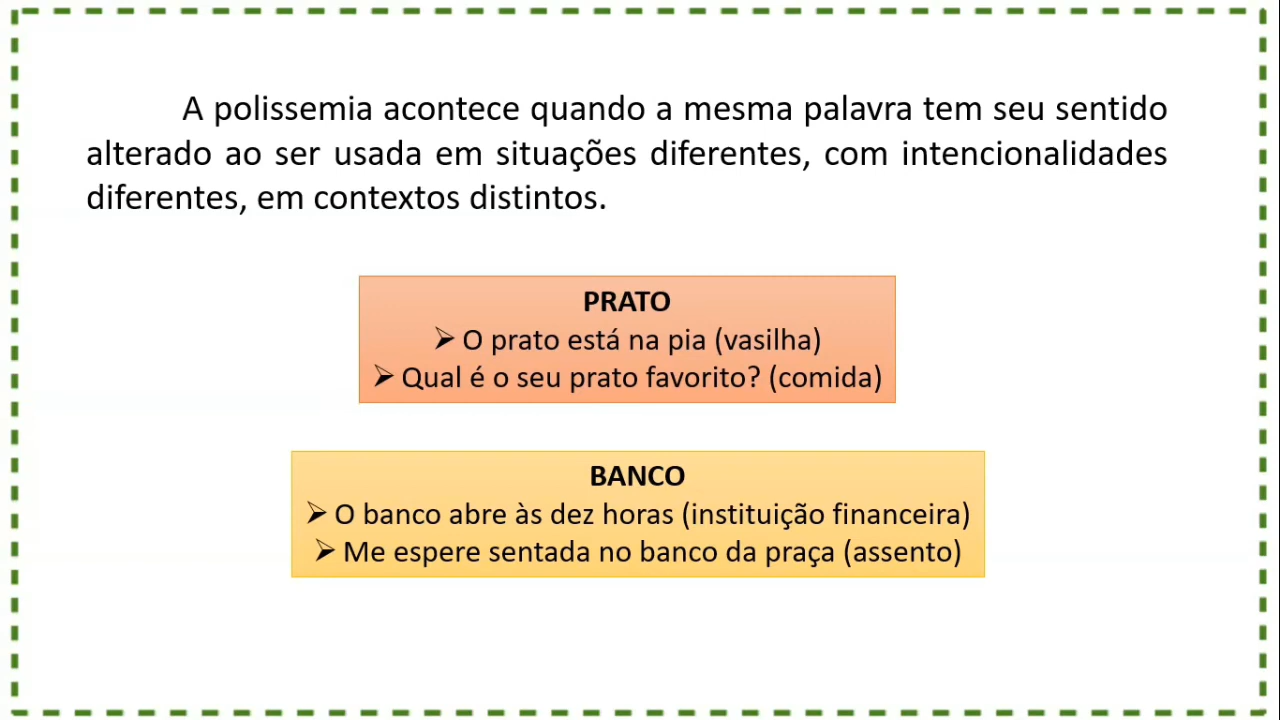 A polissemia acontece quando a mesma palavra tem seu sentido
alterado ao ser usada em situações diferentes, com intencionalidades
diferentes, em contextos distintos.
PRATO
➢ O prato está na pia (vasilha)
➢ Qual é o seu prato favorito? (comida)
BANCO
➢ O banco abre às dez horas (instituição financeira)
➢ Me espere sentada no banco da praça (assento)